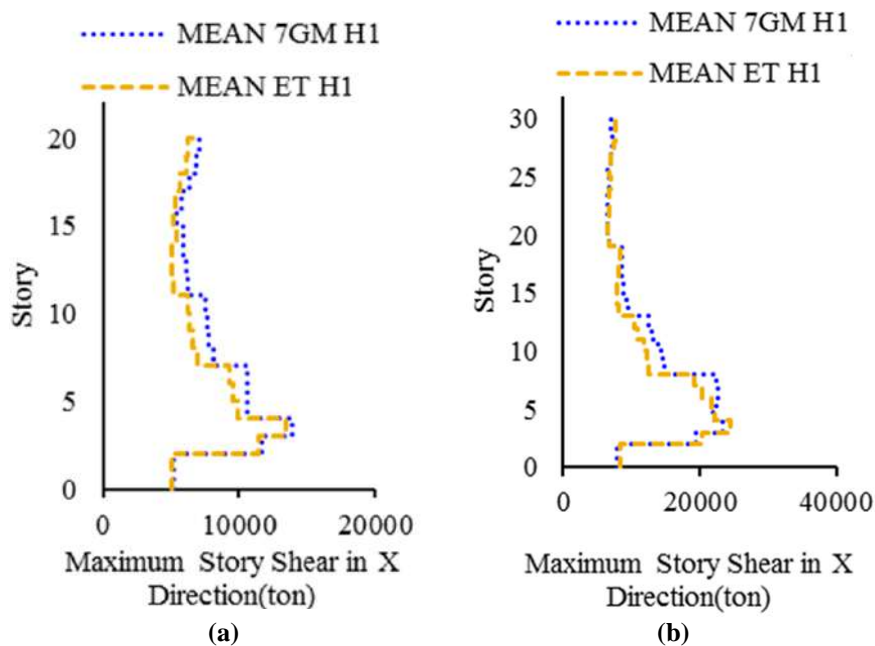 MEAN 7GM H1
MEAN ET H1
20
15
10
5
0
Story
0 10000 20000
Maximum Story Shear in X
Direction(ton)
(a)
MEAN 7GM H1
MEAN ET H1
30
25
20
15
10
5
0
Story
0 20000 40000
Maximum Story Shear in X
Direction(ton)
(b)